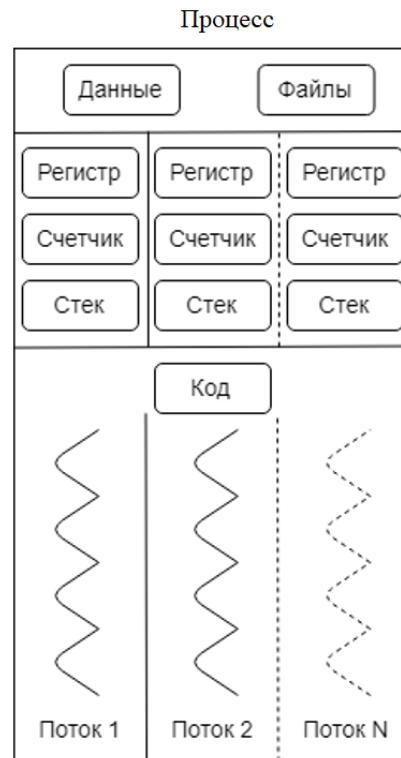 Процесс
Данные Файлы
Регистр Регистр Регистр
Счетчик Счетчик Счетчик
Стек Стек Стек
Код
Поток 1 Поток 2 Поток N